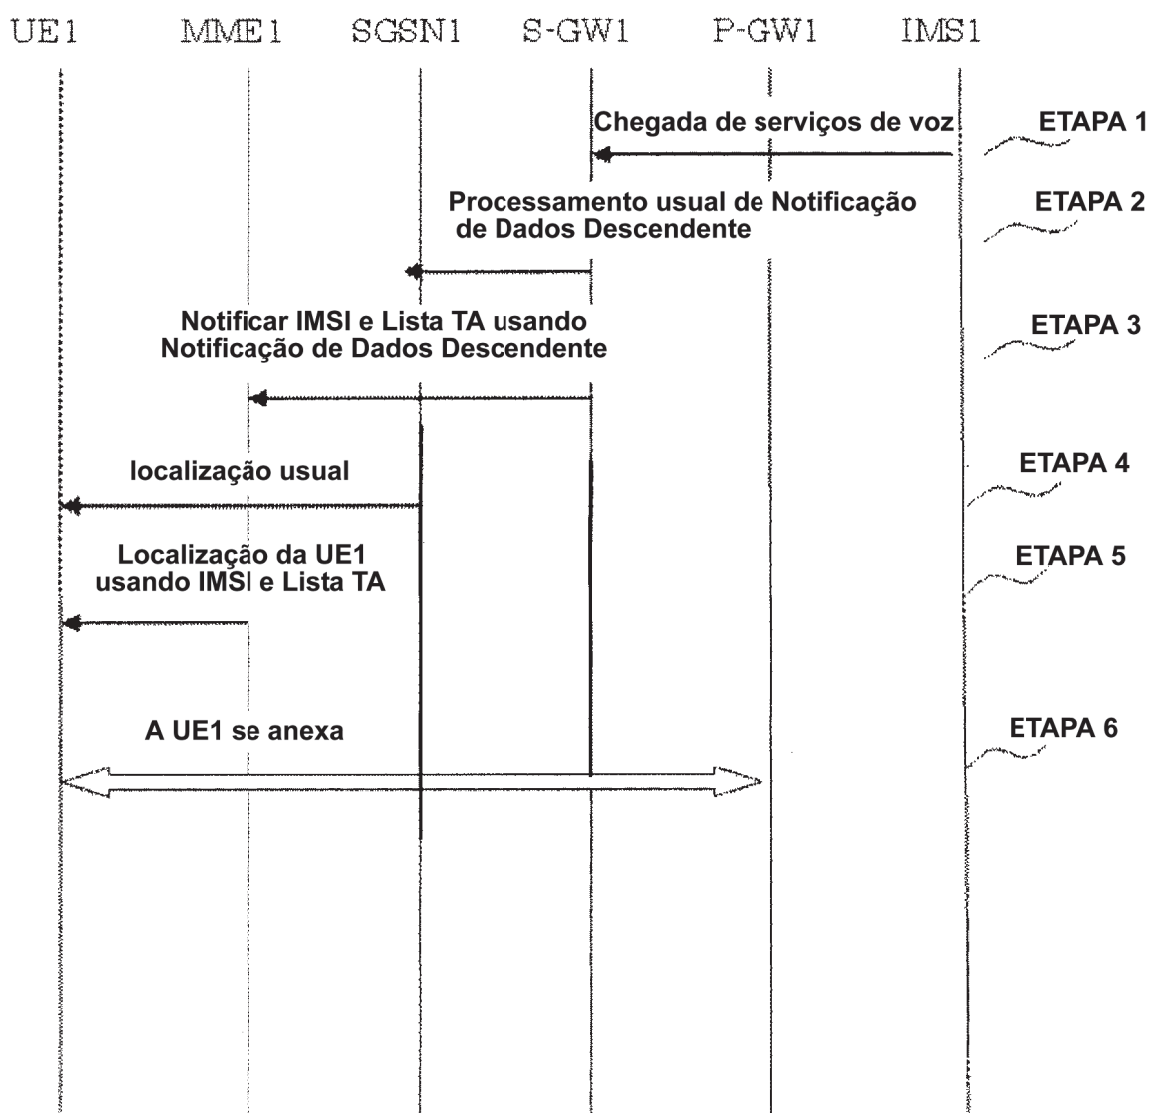 UE1 MME1 SGSN1 S-GW1 P-GW1 IMS1
Chegada de serviços de voz ETAPA 1
Processamento usual de Notificação
de Dados Descendente
ETAPA 2
Notificar IMSI e Lista TA usando
Notificação de Dados Descendente
ETAPA 3
localização usual ETAPA 4
Localização da UE1
usando IMSI e Lista TA
ETAPA 5
A UE1 se anexa ETAPA 6